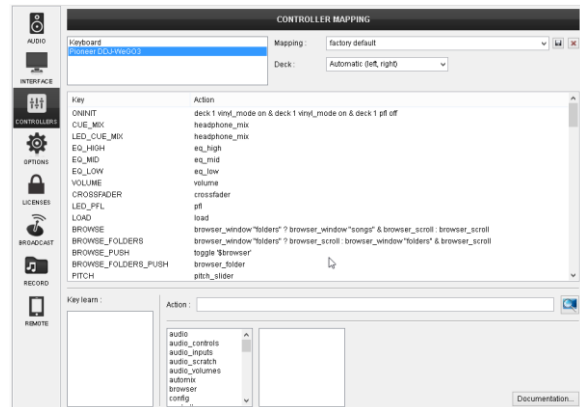 CONTROLLER MAPPING
AUDIO
INTERFACE
CONTROLLERS
OPTIONS
LICENSES
BROADCAST
RECORD
REMOTE
Keyboard
Pioneer DDJ-WeGO3
Mapping: factory default
Deck: Automatic (left, right)
Key Action
ONINIT deck 1 vinyl_mode on & deck 1 vinyl_mode on & deck 1 pfl off
CUE_MIX headphone_mix
LED_CUE_MIX headphone_mix
EQ_HIGH eq_high
EQ_MID eq_mid
EQ_LOW eq_low
VOLUME volume
CROSSFADER crossfader
LED_PFL pfl
LOAD load
BROWSE browser_window "folders" ? browser_window "songs" & browser_scroll : browser_scroll
BROWSE_FOLDERS browser_window "folders" ? browser_scroll : browser_window "folders" & browser_scroll
BROWSE_PUSH toggle '$browser'
BROWSE_FOLDERS_PUSH browser_folder
PITCH pitch_slider
Key learn :
Action :
audio
audio_controls
audio_inputs
audio_scratch
audio_volumes
automix
browser
config
Documentation...